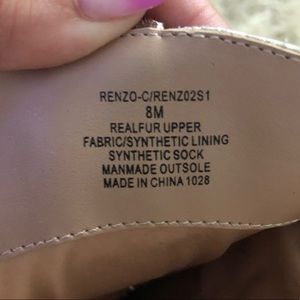 RENZO-C/RENZ02S1
8M
REALFUR UPPER
FABRIC/SYNTHETIC LINING
SYNTHETIC SOCK
MANMADE OUTSOLE
MADE IN CHINA 1028